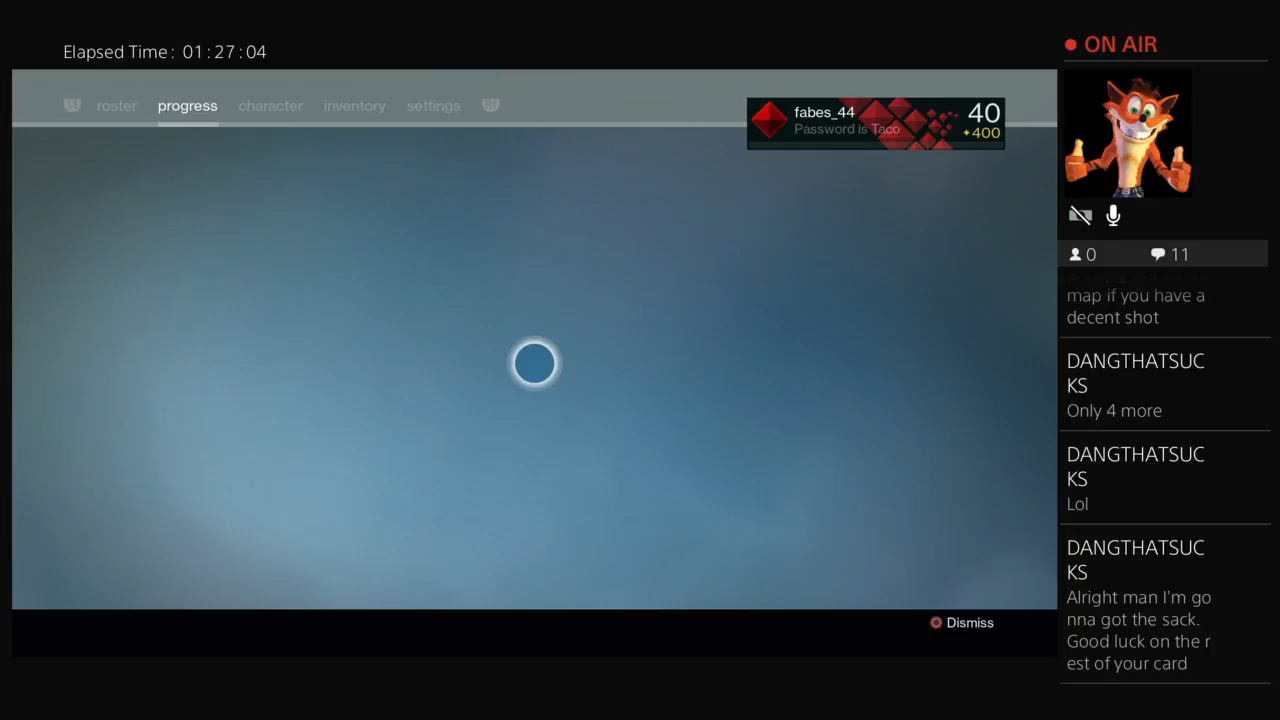 Elapsed Time: 01:27:04
ON AIR
L1 roster progress character inventory settings R1
fabes_44
Password is Taco
40
+400
0 11
map if you have a
decent shot
DANGTHATSUC
KS
Only 4 more
DANGTHATSUC
KS
Lol
DANGTHATSUC
KS
Alright man I'm go
nna got the sack.
Good luck on the r
est of your card
Dismiss